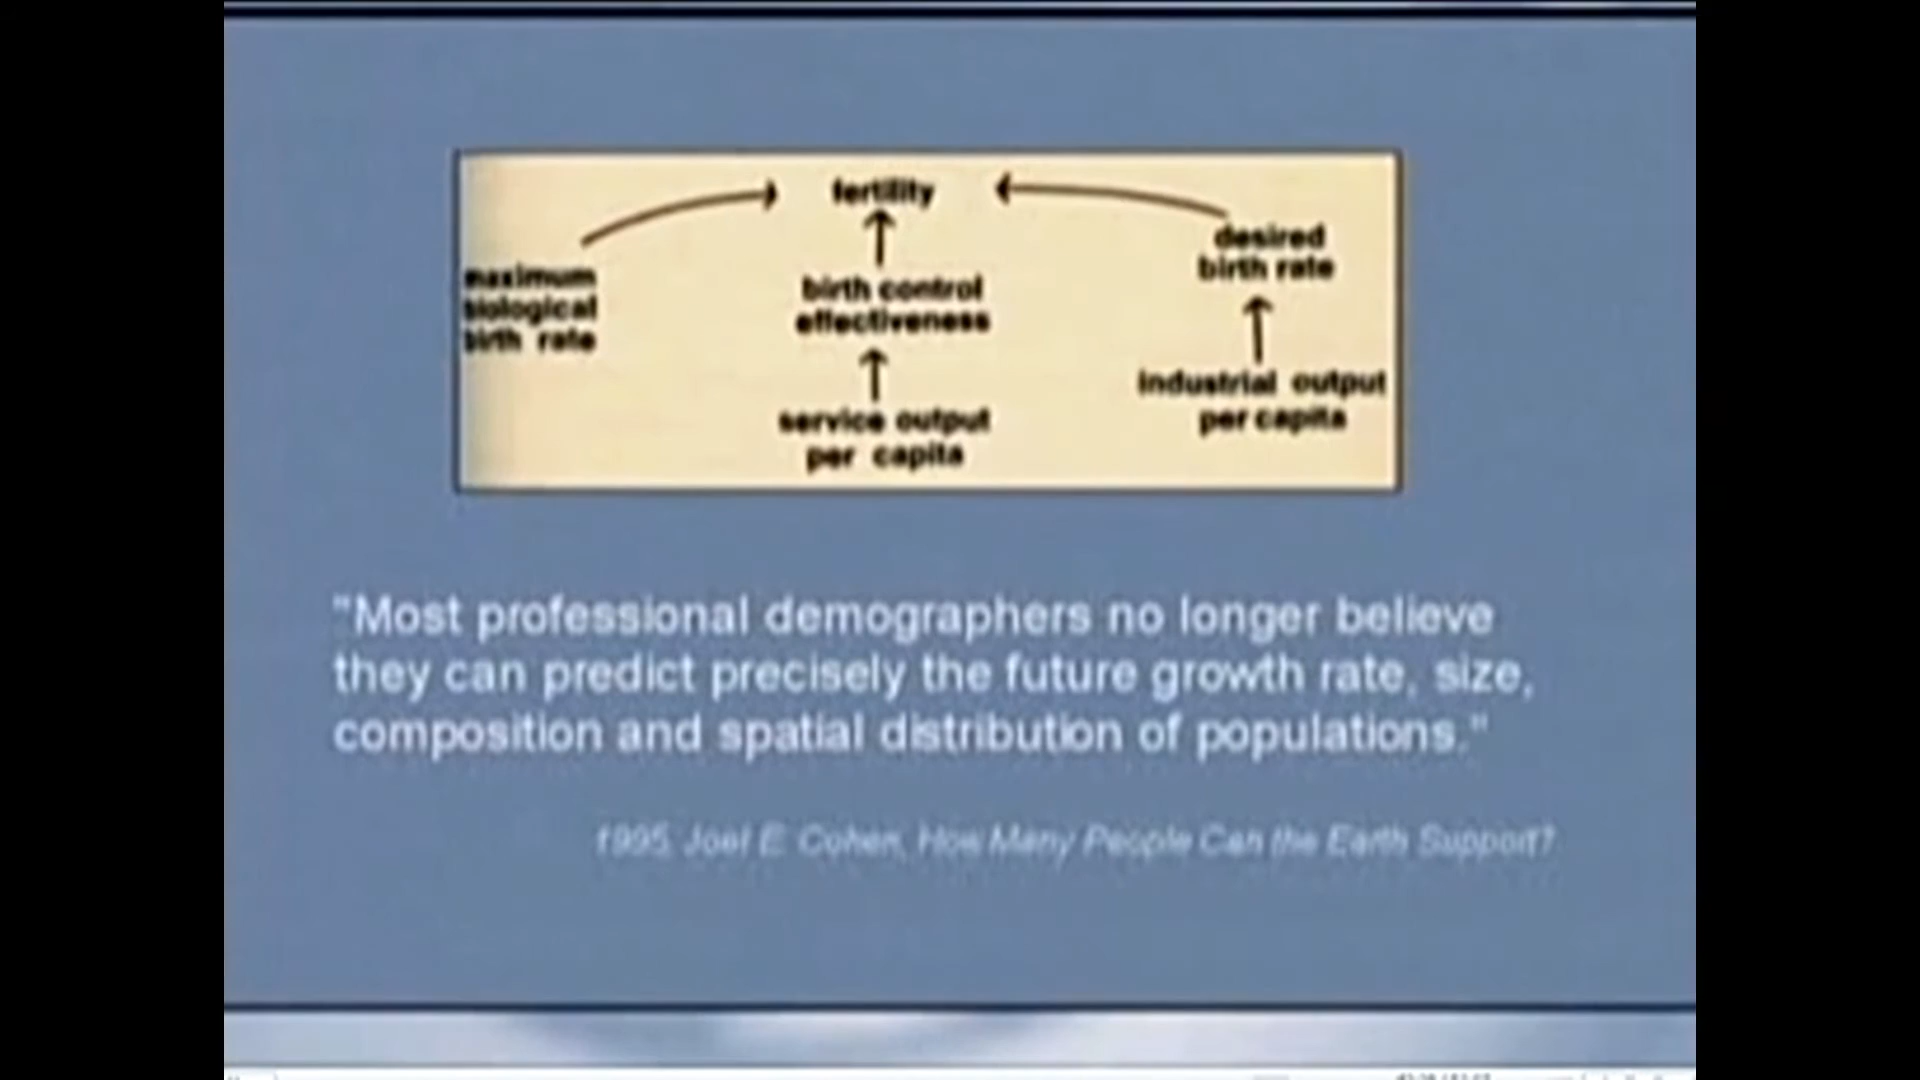 fertility
maximum
biological
birth rate
birth control
effectiveness
service output
per capita
desired
birth rate
industrial output
per capita
"Most professional demographers no longer believe
they can predict precisely the future growth rate, size,
composition and spatial distribution of populations."
1995, Joel E. Cohen, How Many People Can the Earth Support?